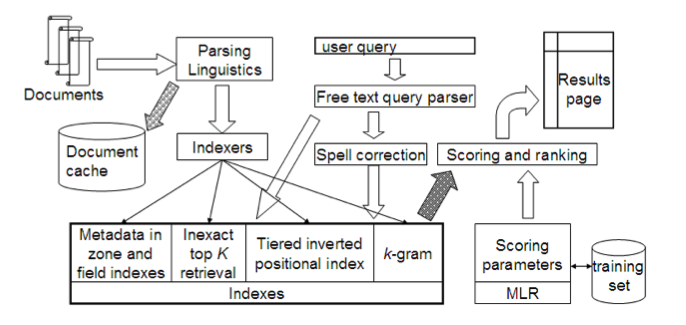 Documents
Parsing
Linguistics
user query
Free text query parser
Results
page
Document
cache
Indexers
Spell correction
Scoring and ranking
Metadata in
zone and
field indexes
Inexact
top K
retrieval
Tiered inverted
positional index
k-gram
Indexes
Scoring
parameters
MLR
training
set